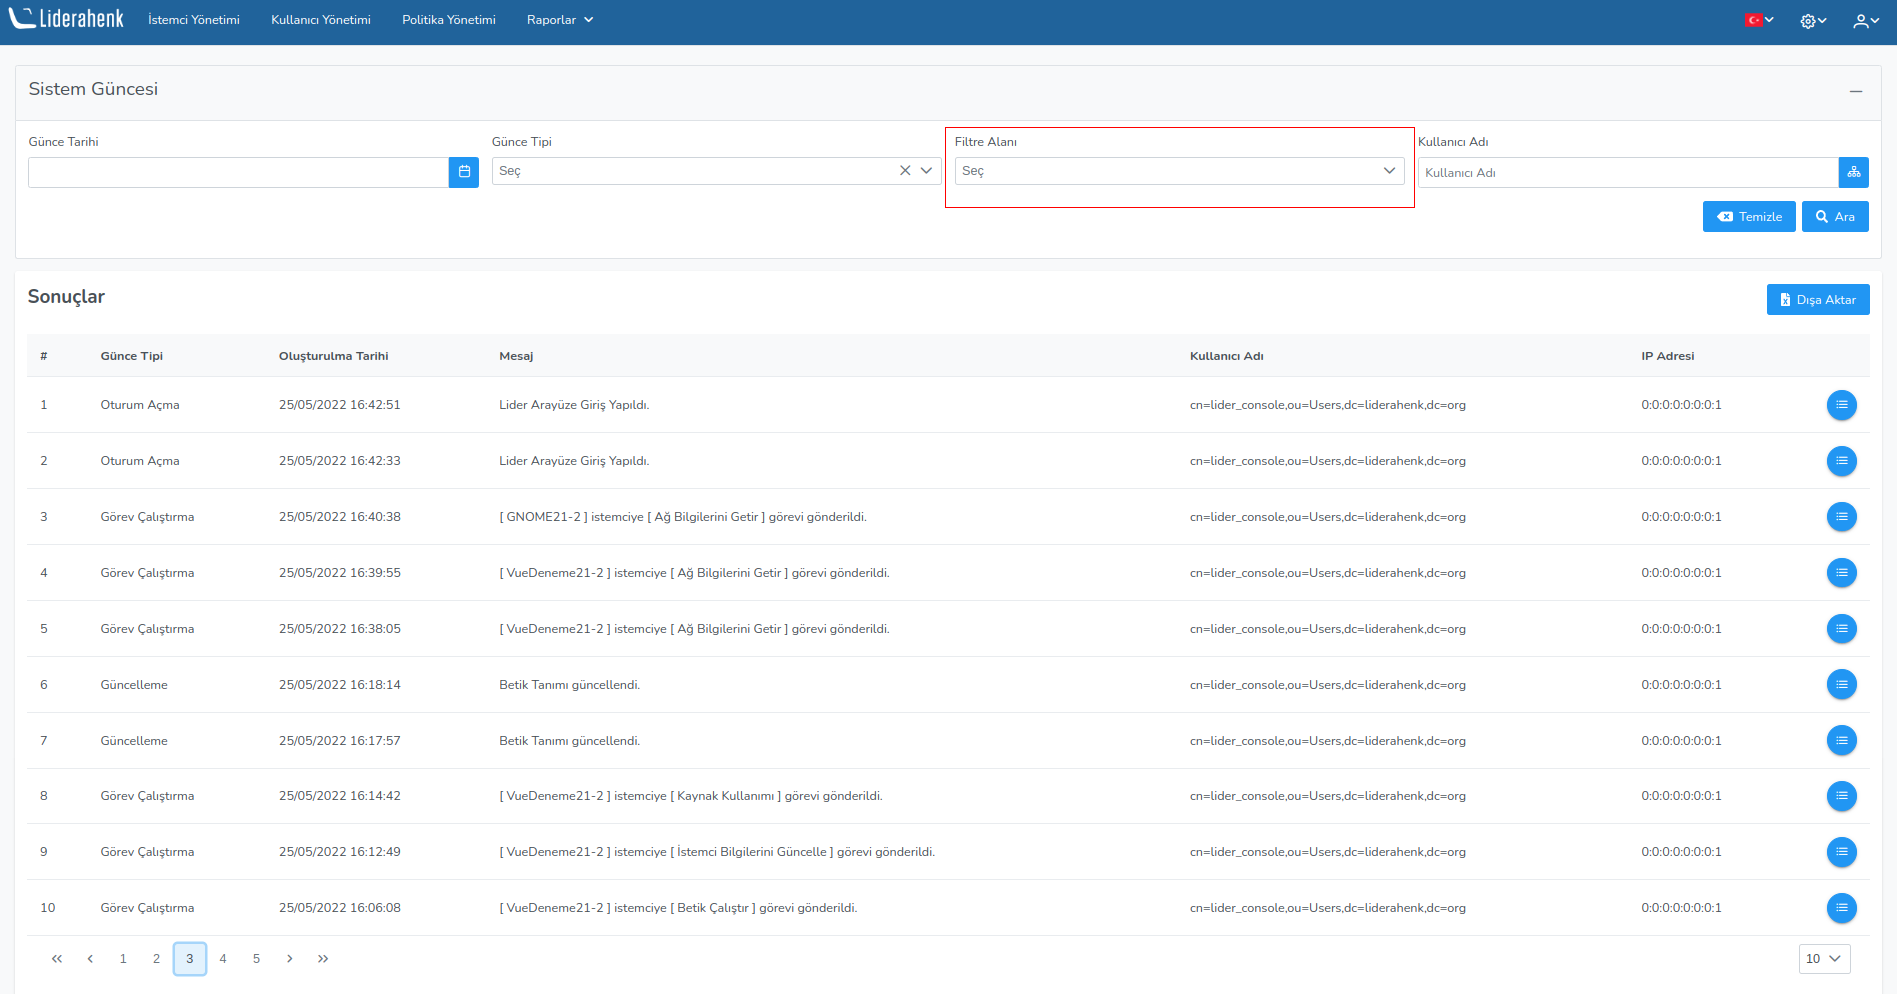 Liderahenk İstemci Yönetimi Kullanıcı Yönetimi Politika Yönetimi Raporlar
Sistem Güncesi
Günce Tarihi Günce Tipi Filtre Alanı Kullanıcı Adı
Seç Seç Kullanıcı Adı
Temizle Ara
Sonuçlar Dışa Aktar
# Günce Tipi Oluşturulma Tarihi Mesaj Kullanıcı Adı IP Adresi
1 Oturum Açma 25/05/2022 16:42:51 Lider Arayüze Giriş Yapıldı. cn=lider_console,ou=Users,dc=liderahenk,dc=org 0:0:0:0:0:0:0:1
2 Oturum Açma 25/05/2022 16:42:33 Lider Arayüze Giriş Yapıldı. cn=lider_console,ou=Users,dc=liderahenk,dc=org 0:0:0:0:0:0:0:1
3 Görev Çalıştırma 25/05/2022 16:40:38 [ GNOME21-2 ] istemciye [ Ağ Bilgilerini Getir ] görevi gönderildi. cn=lider_console,ou=Users,dc=liderahenk,dc=org 0:0:0:0:0:0:0:1
4 Görev Çalıştırma 25/05/2022 16:39:55 [ VueDeneme21-2 ] istemciye [ Ağ Bilgilerini Getir ] görevi gönderildi. cn=lider_console,ou=Users,dc=liderahenk,dc=org 0:0:0:0:0:0:0:1
5 Görev Çalıştırma 25/05/2022 16:38:05 [ VueDeneme21-2 ] istemciye [ Ağ Bilgilerini Getir ] görevi gönderildi. cn=lider_console,ou=Users,dc=liderahenk,dc=org 0:0:0:0:0:0:0:1
6 Güncelleme 25/05/2022 16:18:14 Betik Tanımı güncellendi. cn=lider_console,ou=Users,dc=liderahenk,dc=org 0:0:0:0:0:0:0:1
7 Güncelleme 25/05/2022 16:17:57 Betik Tanımı güncellendi. cn=lider_console,ou=Users,dc=liderahenk,dc=org 0:0:0:0:0:0:0:1
8 Görev Çalıştırma 25/05/2022 16:14:42 [ VueDeneme21-2 ] istemciye [ Kaynak Kullanımı ] görevi gönderildi. cn=lider_console,ou=Users,dc=liderahenk,dc=org 0:0:0:0:0:0:0:1
9 Görev Çalıştırma 25/05/2022 16:12:49 [ VueDeneme21-2 ] istemciye [ İstemci Bilgilerini Güncelle ] görevi gönderildi. cn=lider_console,ou=Users,dc=liderahenk,dc=org 0:0:0:0:0:0:0:1
10 Görev Çalıştırma 25/05/2022 16:06:08 [ VueDeneme21-2 ] istemciye [ Betik Çalıştır ] görevi gönderildi. cn=lider_console,ou=Users,dc=liderahenk,dc=org 0:0:0:0:0:0:0:1
« ‹ 1 2 3 4 5 › » 10